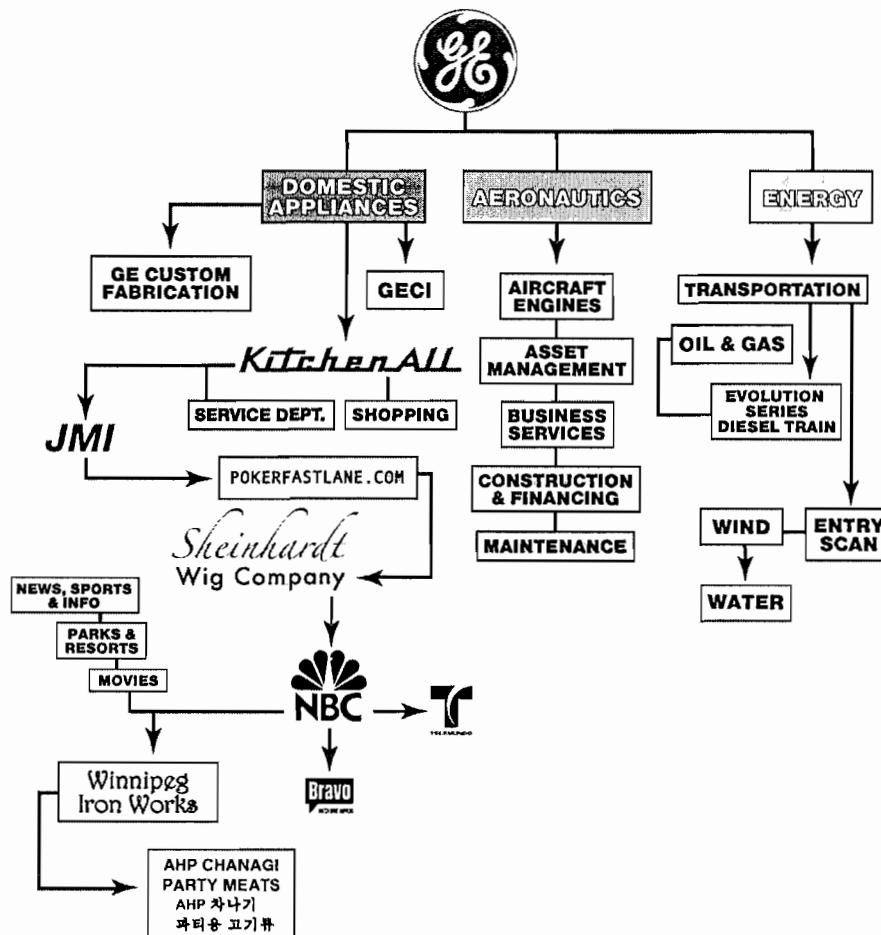 GE
DOMESTIC
APPLIANCES
AERONAUTICS
ENERGY
GE CUSTOM
FABRICATION
GECI
AIRCRAFT
ENGINES
TRANSPORTATION
KitchenAll
ASSET
MANAGEMENT
OIL & GAS
SERVICE DEPT.
SHOPPING
EVOLUTION
SERIES
DIESEL TRAIN
BUSINESS
SERVICES
JMI
POKERFASTLANE.COM
CONSTRUCTION
& FINANCING
WIND
ENTRY
SCAN
MAINTENANCE
Sheinhardt
Wig Company
WATER
NEWS, SPORTS
& INFO
PARKS &
RESORTS
MOVIES
NBC
TELEMUNDO
Bravo
Winnipeg
Iron Works
AHP CHANAGI
PARTY MEATS
AHP 차나기
파티용 고기류